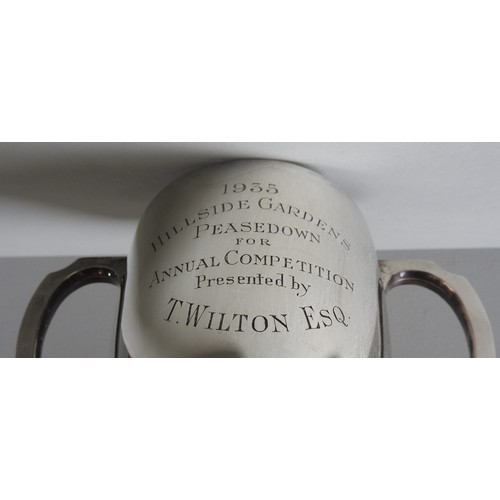 1935
HILLSIDE GARDENS
PEASEDOWN
FOR
ANNUAL COMPETITION
Presented by
T. WILTON ESQ.